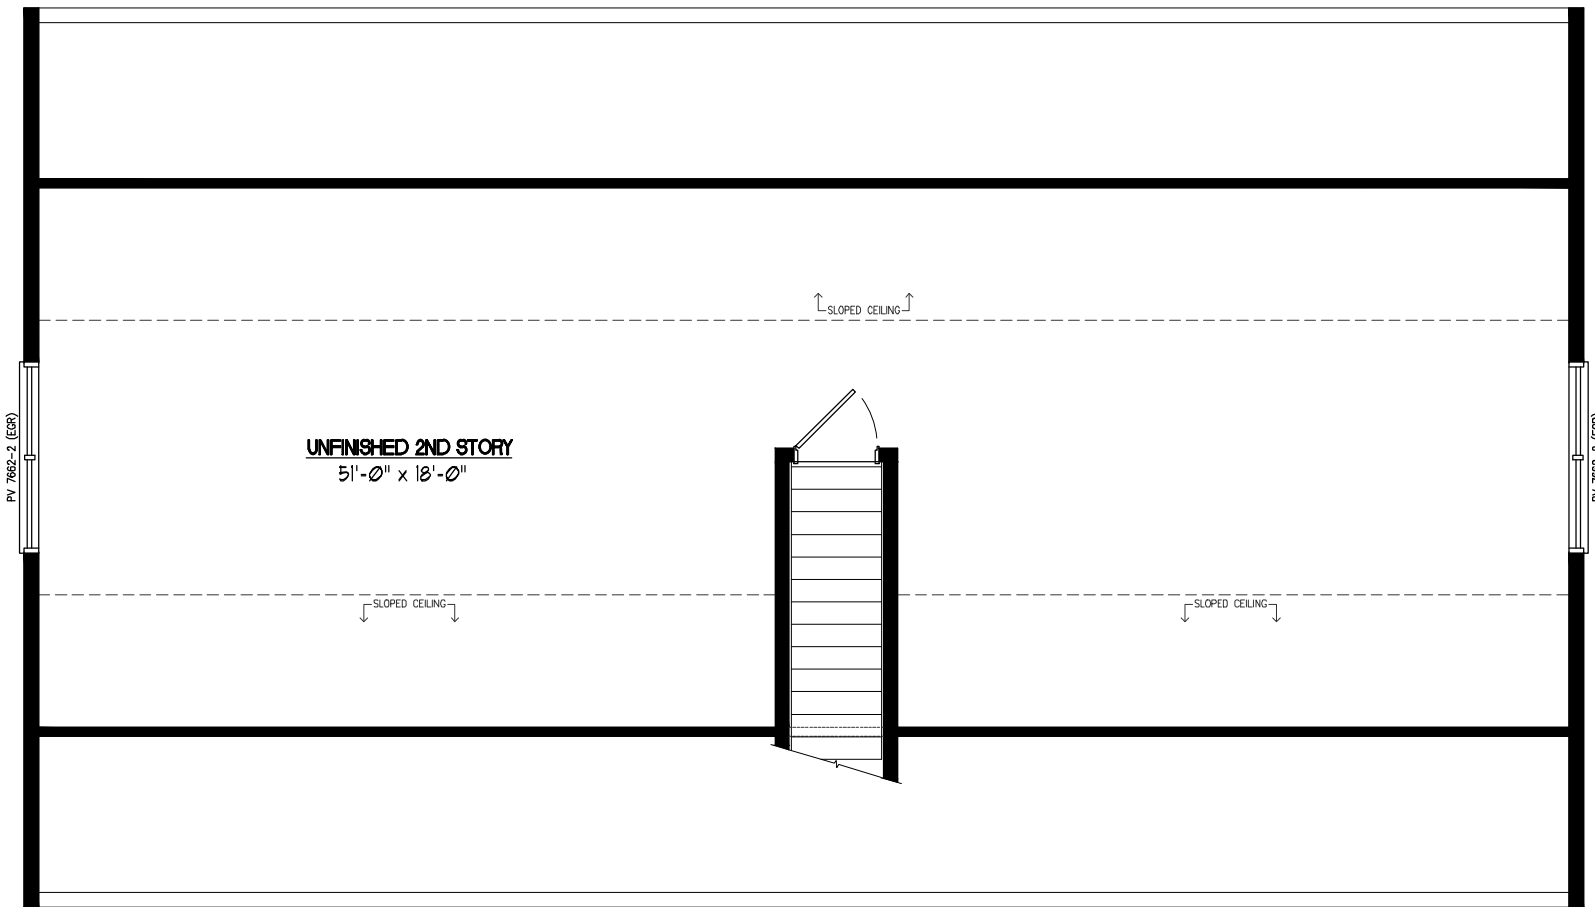 SLOPED CEILING
PV 7662-2 (EGR)
UNFINISHED 2ND STORY
51'-0" x 18'-0"
SLOPED CEILING
SLOPED CEILING